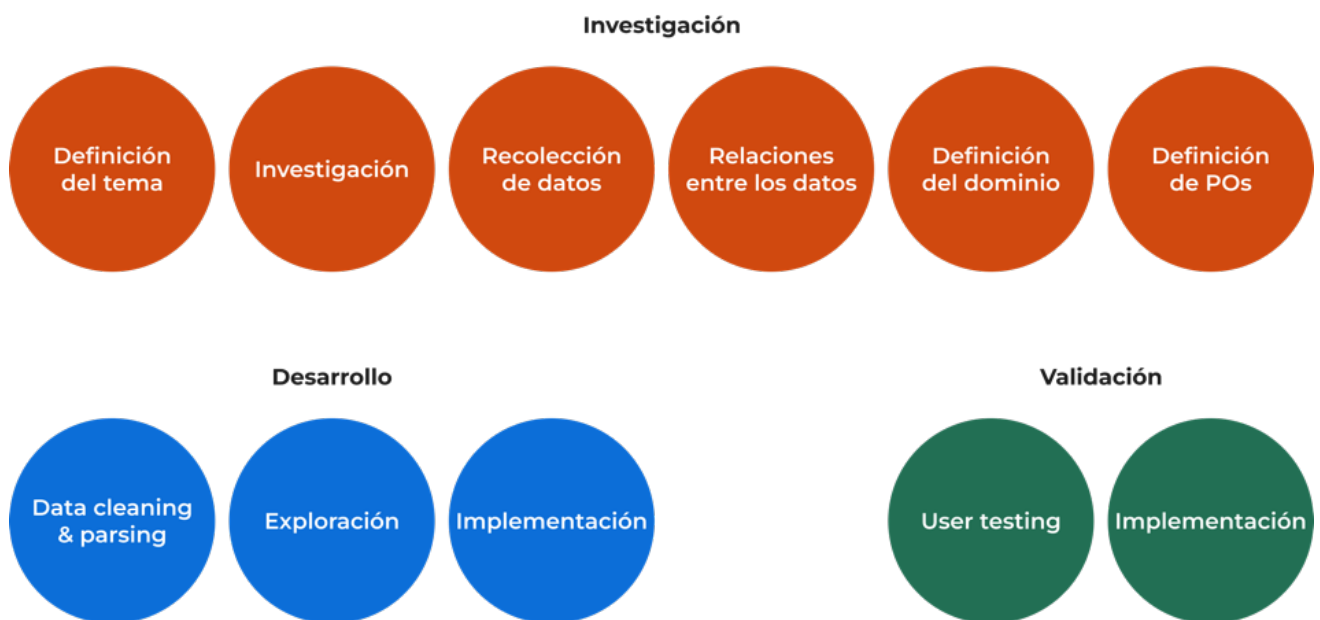 Investigación
Definición
del tema
Investigación
Recolección
de datos
Relaciones
entre los datos
Definición
del dominio
Definición
de POs
Desarrollo
Data cleaning
& parsing
Exploración
Implementación
Validación
User testing
Implementación